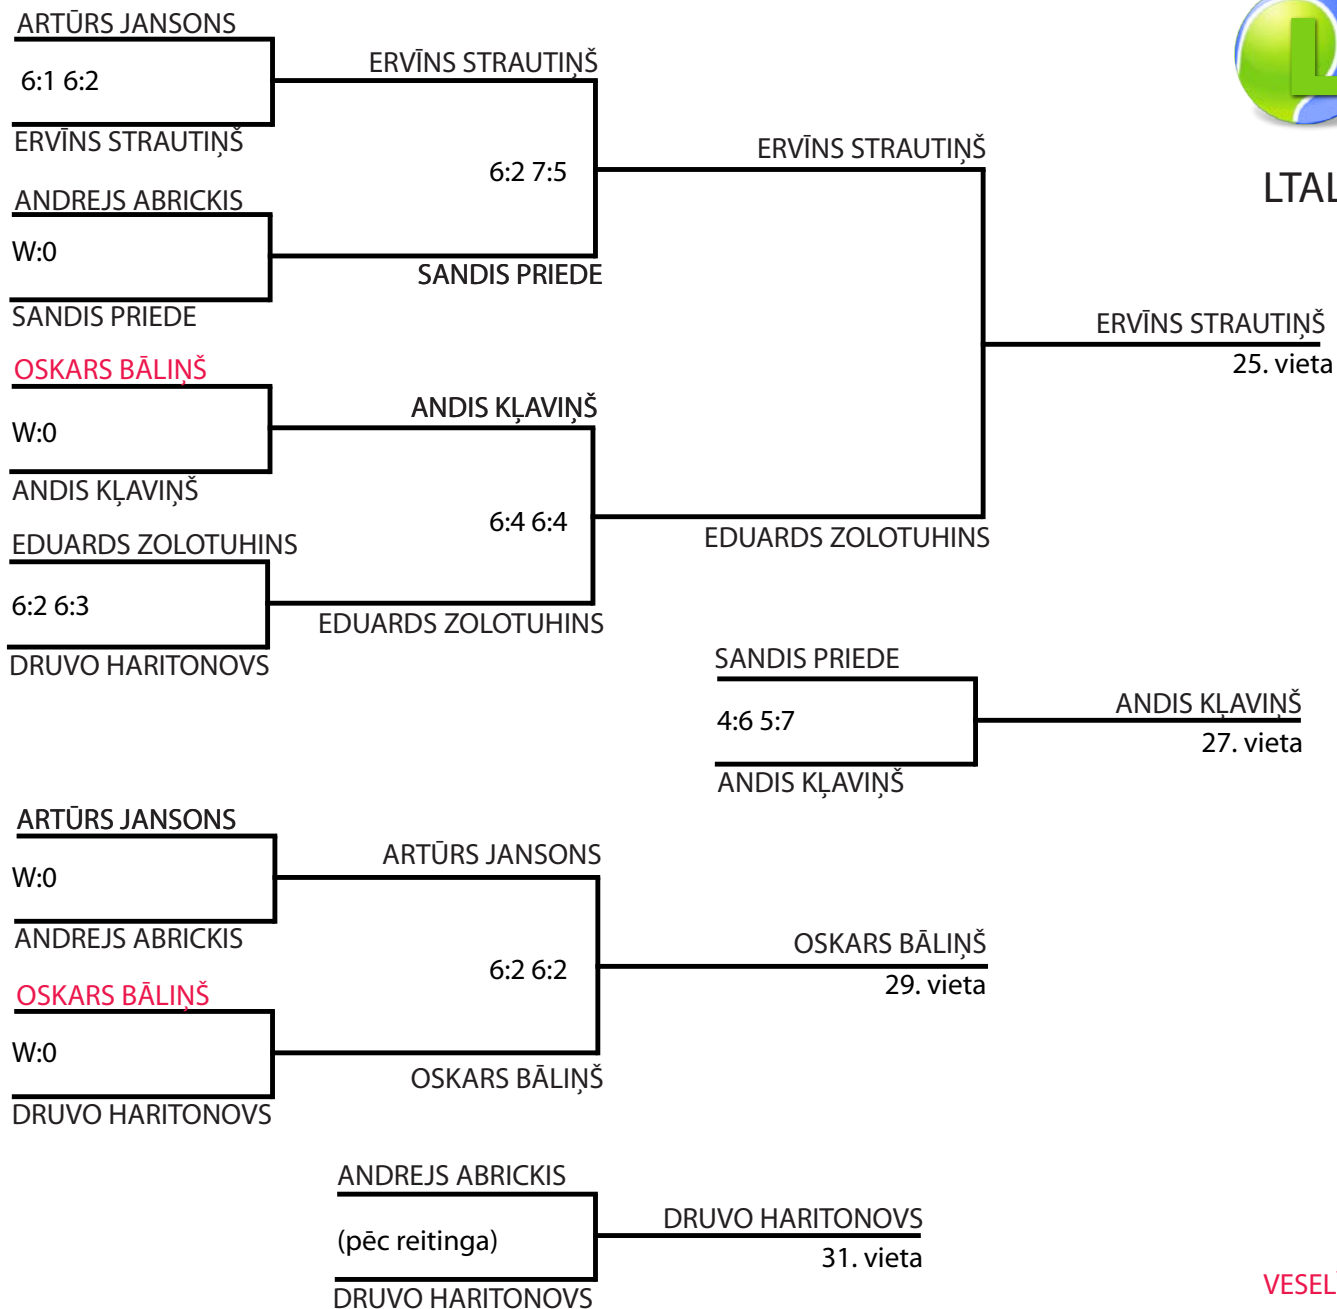 ARTŪRS JANSONS
6:1 6:2
ERVĪNS STRAUTIŅŠ
ERVĪNS STRAUTIŅŠ
6:2 7:5
ERVĪNS STRAUTIŅŠ
L
LTAL
ANDREJS ABRICKIS
W:0
SANDIS PRIEDE
SANDIS PRIEDE
ERVĪNS STRAUTIŅŠ
25. vieta
OSKARS BĀLIŅŠ
W:0
ANDIS KĻAVIŅŠ
ANDIS KĻAVIŅŠ
6:4 6:4
EDUARDS ZOLOTUHINS
EDUARDS ZOLOTUHINS
6:2 6:3
DRUVO HARITONOVS
EDUARDS ZOLOTUHINS
SANDIS PRIEDE
4:6 5:7
ANDIS KĻAVIŅŠ
ANDIS KĻAVIŅŠ
27. vieta
ARTŪRS JANSONS
W:0
ANDREJS ABRICKIS
ARTŪRS JANSONS
6:2 6:2
OSKARS BĀLIŅŠ
29. vieta
OSKARS BĀLIŅŠ
W:0
DRUVO HARITONOVS
OSKARS BĀLIŅŠ
ANDREJS ABRICKIS
(pēc reitinga)
DRUVO HARITONOVS
DRUVO HARITONOVS
31. vieta